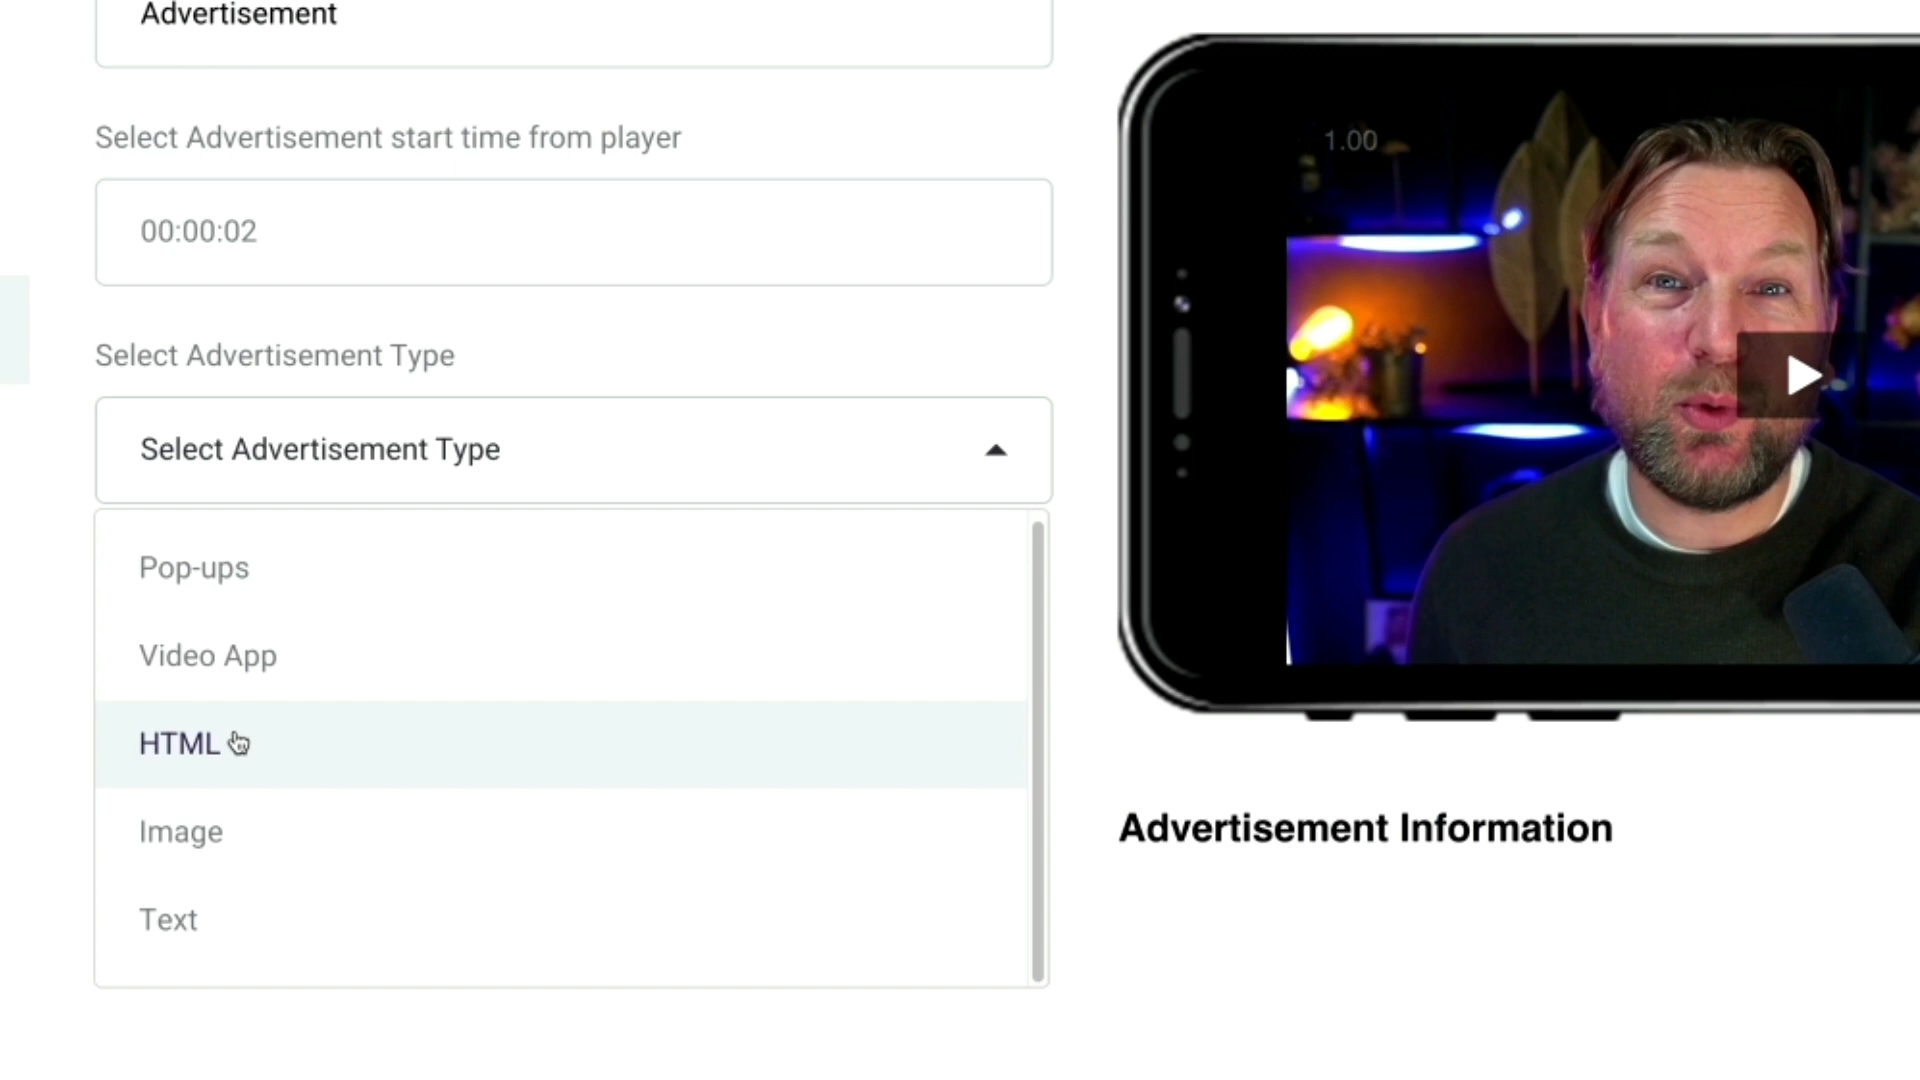 Advertisement
Select Advertisement start time from player
00:00:02
Select Advertisement Type
Select Advertisement Type
Pop-ups
Video App
HTML
Image
Text
1.00
Advertisement Information